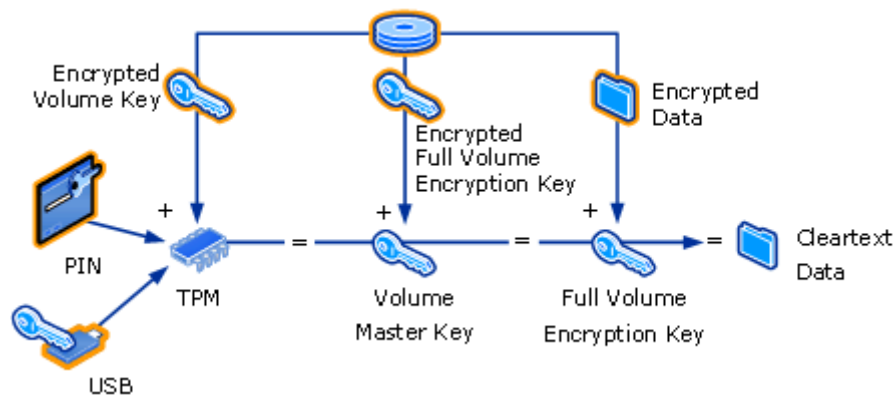 Encrypted
Volume Key
Encrypted
Full Volume
Encryption Key
Encrypted
Data
+
+
+
PIN
TPM
=
=
=
Volume
Master Key
Full Volume
Encryption Key
Cleartext
Data
USB